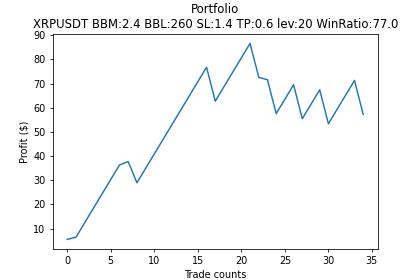 Portfolio
XRPUSDT BBM:2.4 BBL:260 SL:1.4 TP:0.6 lev:20 WinRatio:77.0
90
80
70
60
50
40
30
20
10
Profit ($)
0 5 10 15 20 25 30 35
Trade counts